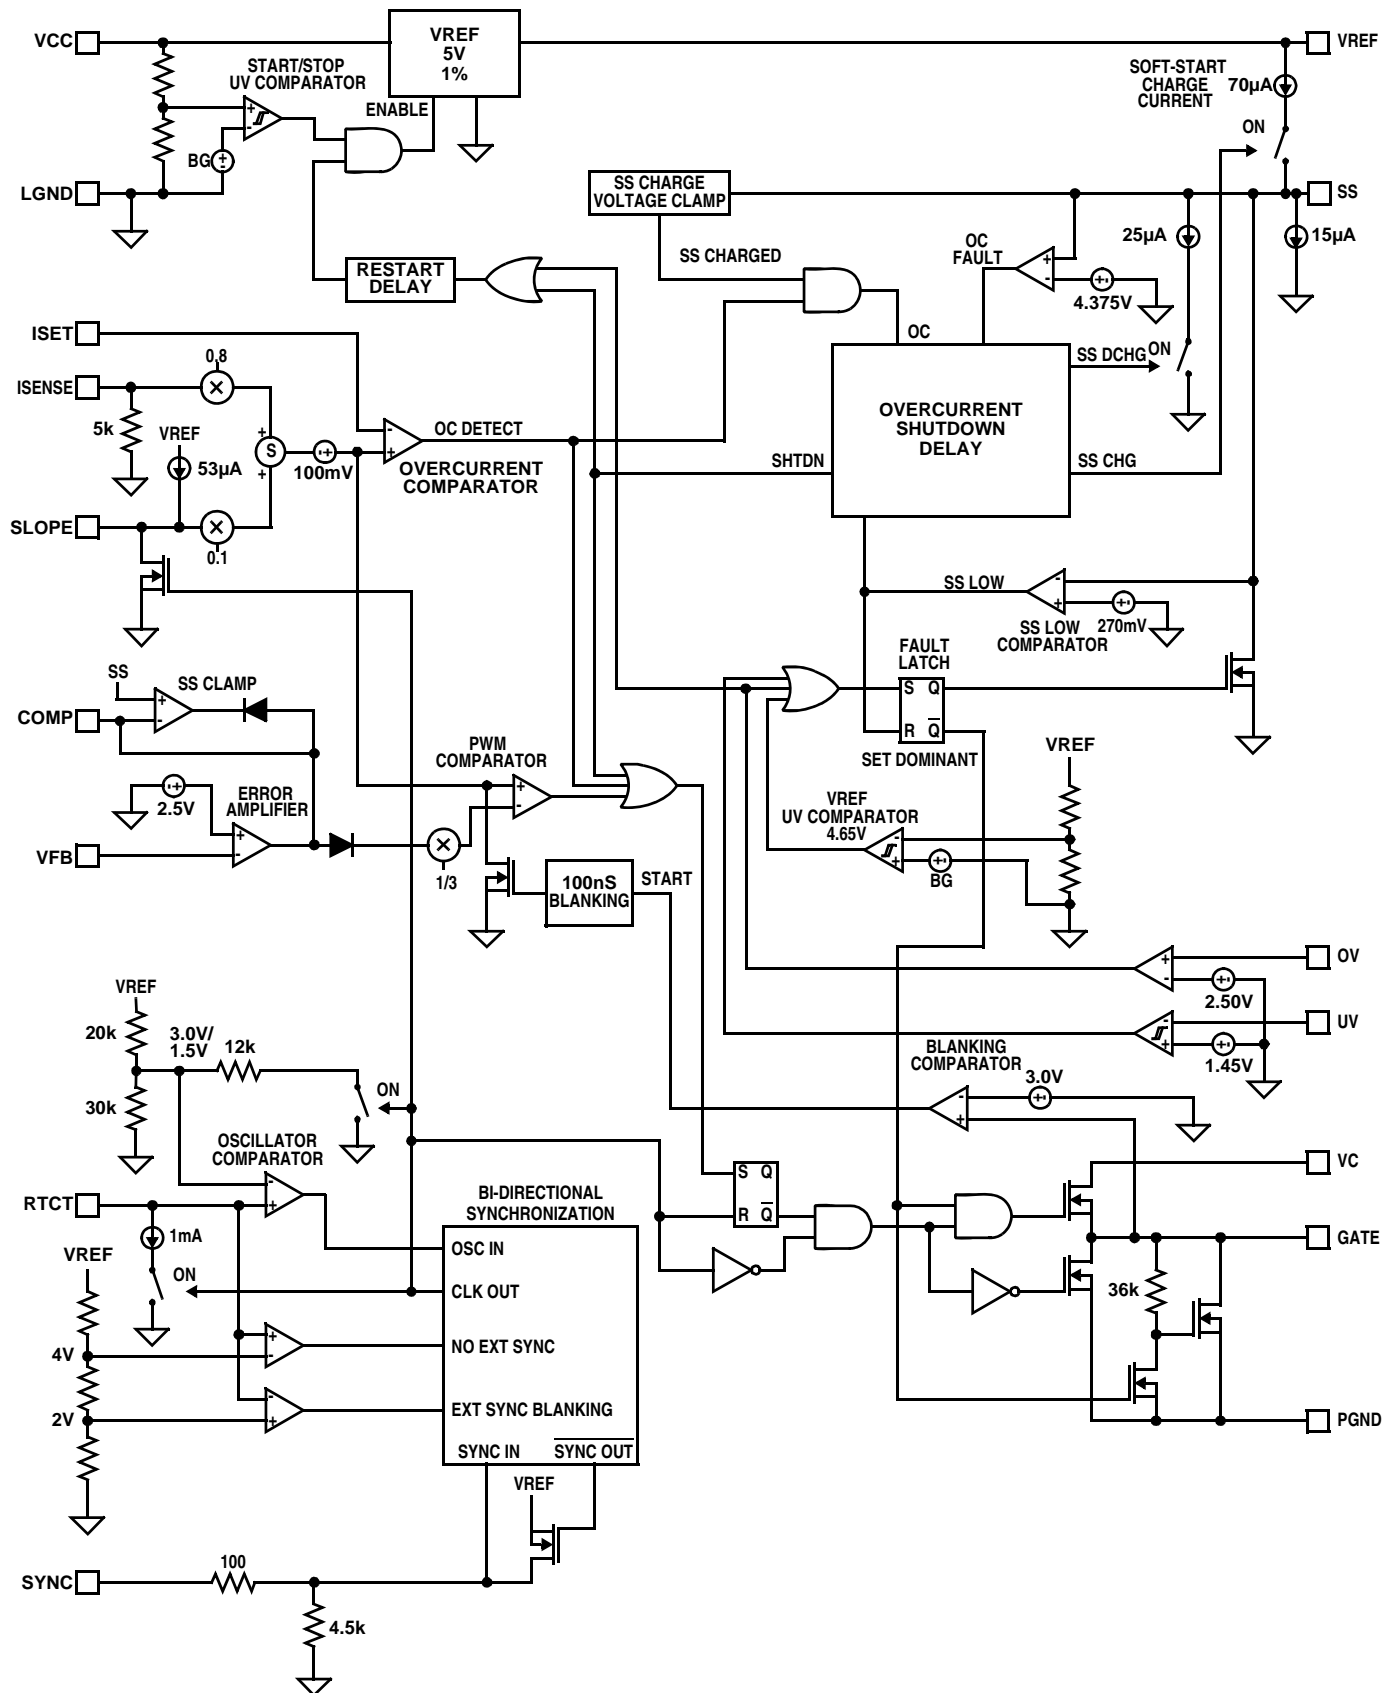 VCC
VREF
5V
1%
VREF
START/STOP
UV COMPARATOR
ENABLE
SOFT-START
CHARGE
CURRENT
70µA
ON
+
-
BG
+
-
LGND
SS CHARGE
VOLTAGE CLAMP
SS
25µA
15µA
SS CHARGED
OC
FAULT
+
-
+ -
4.375V
RESTART
DELAY
ISET
OC
SS DCHG
ON
0.8
ISENSE
×
5k
VREF
53µA
+
S
+
- +
100mV
-
+
OC DETECT
OVERCURRENT
COMPARATOR
OVERCURRENT
SHUTDOWN
DELAY
SHTDN
SS CHG
SLOPE
×
0.1
SS LOW
-
+
+ -
270mV
SS LOW
COMPARATOR
FAULT
LATCH
S Q
R Q
SET DOMINANT
SS
SS CLAMP
+
-
COMP
PWM
COMPARATOR
+
-
VREF
- +
2.5V
ERROR
AMPLIFIER
+
-
VFB
×
1/3
VREF
UV COMPARATOR
4.65V
-
+
+ -
BG
100nS
BLANKING
START
OV
+
-
+ -
2.50V
UV
-
+
+ -
1.45V
VREF
20k
3.0V/
1.5V
12k
30k
ON
BLANKING
COMPARATOR
3.0V
-
+
+ -
OSCILLATOR
COMPARATOR
-
+
S Q
R Q
VC
RTCT
BI-DIRECTIONAL
SYNCHRONIZATION
1mA
OSC IN
GATE
VREF
ON
CLK OUT
36k
+
-
NO EXT SYNC
4V
-
+
EXT SYNC BLANKING
2V
PGND
SYNC IN
SYNC OUT
VREF
SYNC
100
4.5k